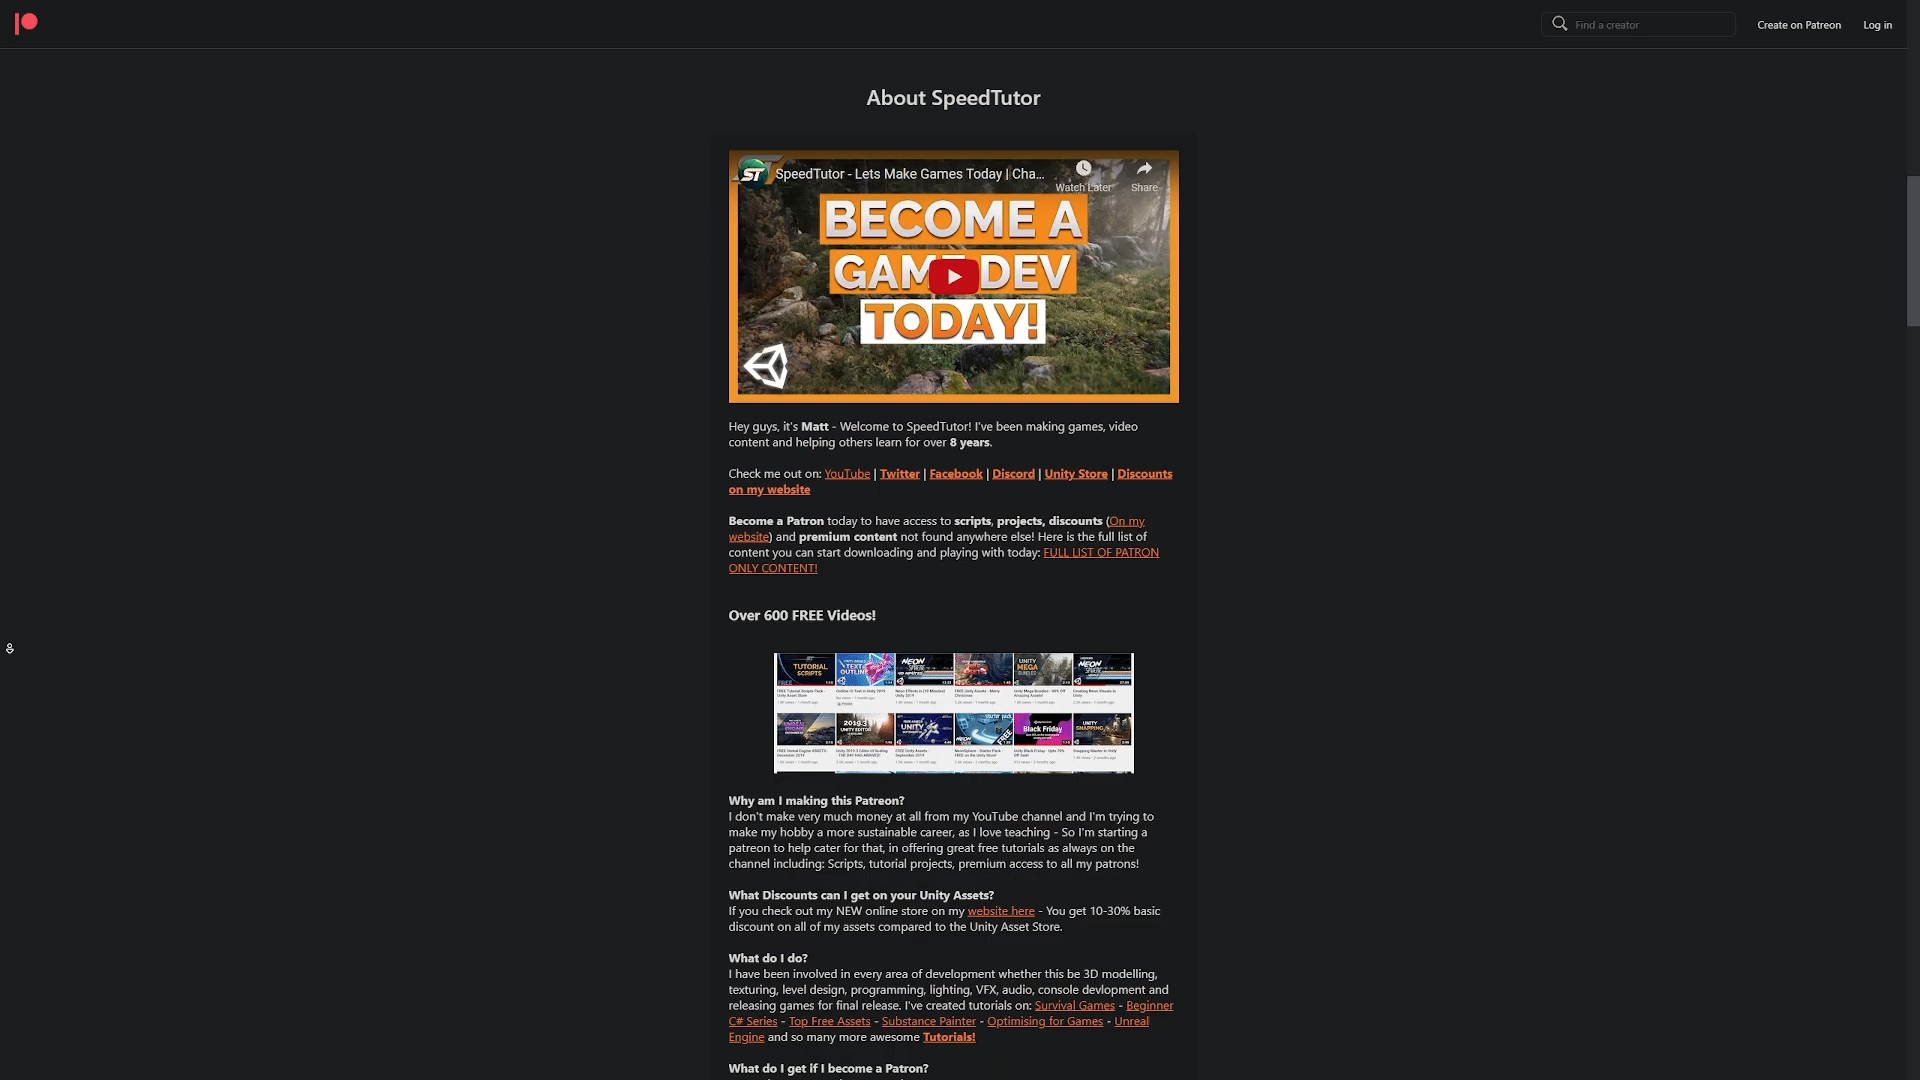 Find a creator
Create on Patreon
Log in
About SpeedTutor
ST
SpeedTutor - Lets Make Games Today | Cha...
Watch Later
Share
BECOME A
GAME DEV
TODAY!
Hey guys, it's Matt - Welcome to SpeedTutor! I've been making games, video
content and helping others learn for over 8 years.
Check me out on: YouTube | Twitter | Facebook | Discord | Unity Store | Discounts
on my website
Become a Patron today to have access to scripts, projects, discounts (On my
website) and premium content not found anywhere else! Here is the full list of
content you can start downloading and playing with today: FULL LIST OF PATRON
ONLY CONTENT!
Over 600 FREE Videos!
TUTORIAL
SCRIPTS
FREE
UNITY
MEGA
2019.3
UNITY
Black Friday
UNITY
SNAPPING
Why am I making this Patreon?
I don't make very much money at all from my YouTube channel and I'm trying to
make my hobby a more sustainable career, as I love teaching - So I'm starting a
patreon to help cater for that, in offering great free tutorials as always on the
channel including: Scripts, tutorial projects, premium access to all my patrons!
What Discounts can I get on your Unity Assets?
If you check out my NEW online store on my website here - You get 10-30% basic
discount on all of my assets compared to the Unity Asset Store.
What do I do?
I have been involved in every area of development whether this be 3D modelling,
texturing, level design, programming, lighting, VFX, audio, console devlopment and
releasing games for final release. I've created tutorials on: Survival Games - Beginner
C# Series - Top Free Assets - Substance Painter - Optimising for Games - Unreal
Engine and so many more awesome Tutorials!
What do I get if I become a Patron?